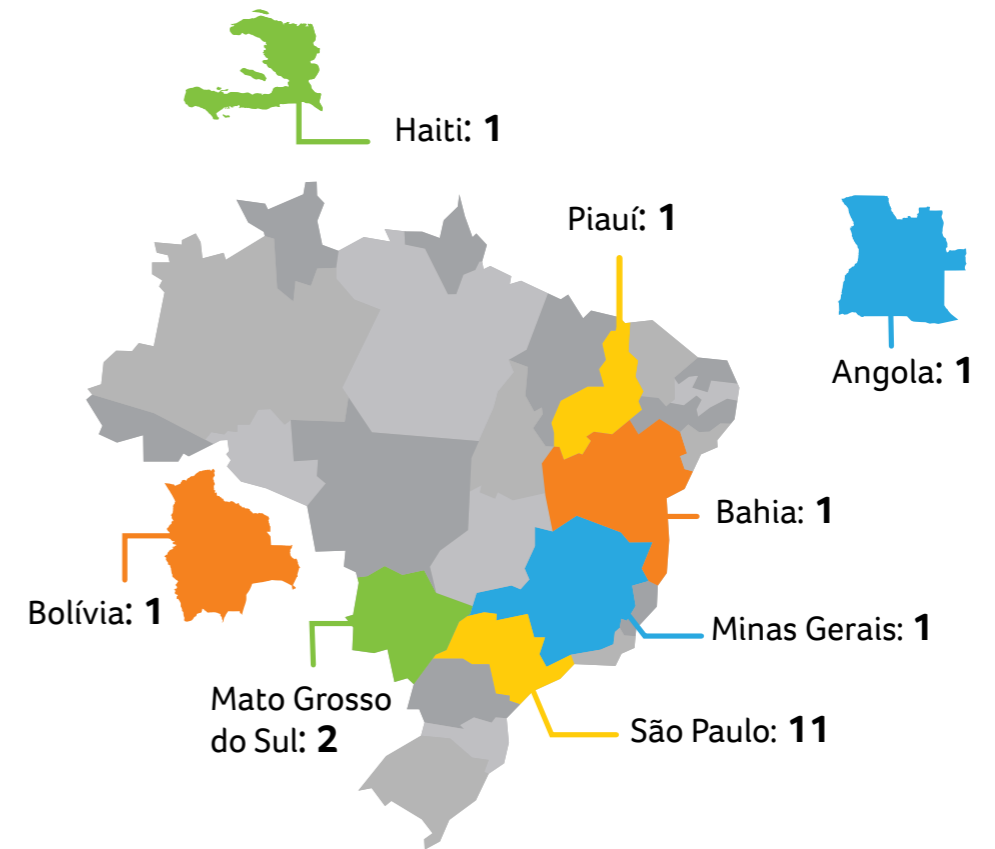 Haiti: 1
Piauí: 1
Angola: 1
Bahia: 1
Bolívia: 1
Minas Gerais: 1
Mato Grosso
do Sul: 2
São Paulo: 11